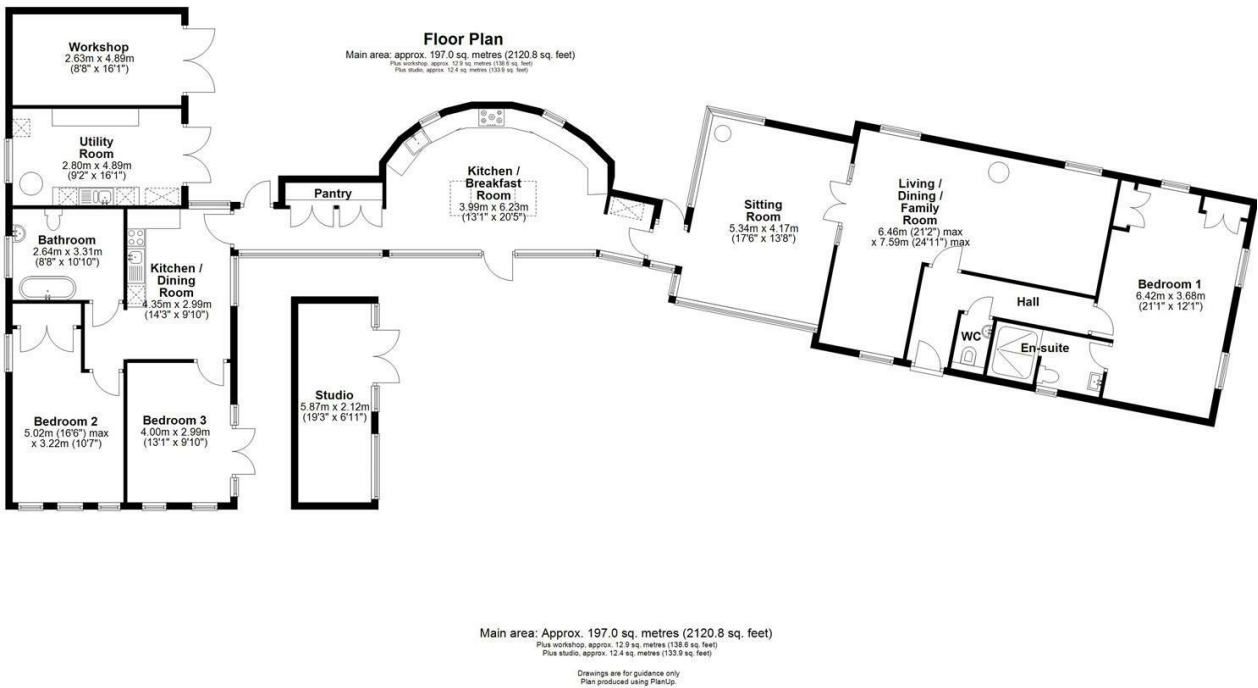 Floor Plan
Main area: approx. 197.0 sq. metres (2120.8 sq. feet)
Plus workshop, approx. 12.9 sq. metres (138.6 sq. feet)
Plus studio, approx. 12.4 sq. metres (133.9 sq. feet)
Workshop
2.63m x 4.89m
(8'8" x 16'1")
Utility
Room
2.80m x 4.89m
(9'2" x 16'1")
Pantry
Kitchen /
Breakfast
Room
3.99m x 6.23m
(13'1" x 20'5")
Sitting
Room
5.34m x 4.17m
(17'6" x 13'8")
Living /
Dining /
Family
Room
6.46m (21'2") max
x 7.59m (24'11") max
Bathroom
2.64m x 3.31m
(8'8" x 10'10")
Kitchen /
Dining
Room
4.35m x 2.99m
(14'3" x 9'10")
Hall
Bedroom 1
6.42m x 3.68m
(21'1" x 12'1")
WC
En-suite
Studio
5.87m x 2.12m
(19'3" x 6'11")
Bedroom 2
5.02m (16'6") max
x 3.22m (10'7")
Bedroom 3
4.00m x 2.99m
(13'1" x 9'10")
Main area: Approx. 197.0 sq. metres (2120.8 sq. feet)
Plus workshop, approx. 12.9 sq. metres (138.6 sq. feet)
Plus studio, approx. 12.4 sq. metres (133.9 sq. feet)
Drawings are for guidance only
Plan produced using PlanUp.